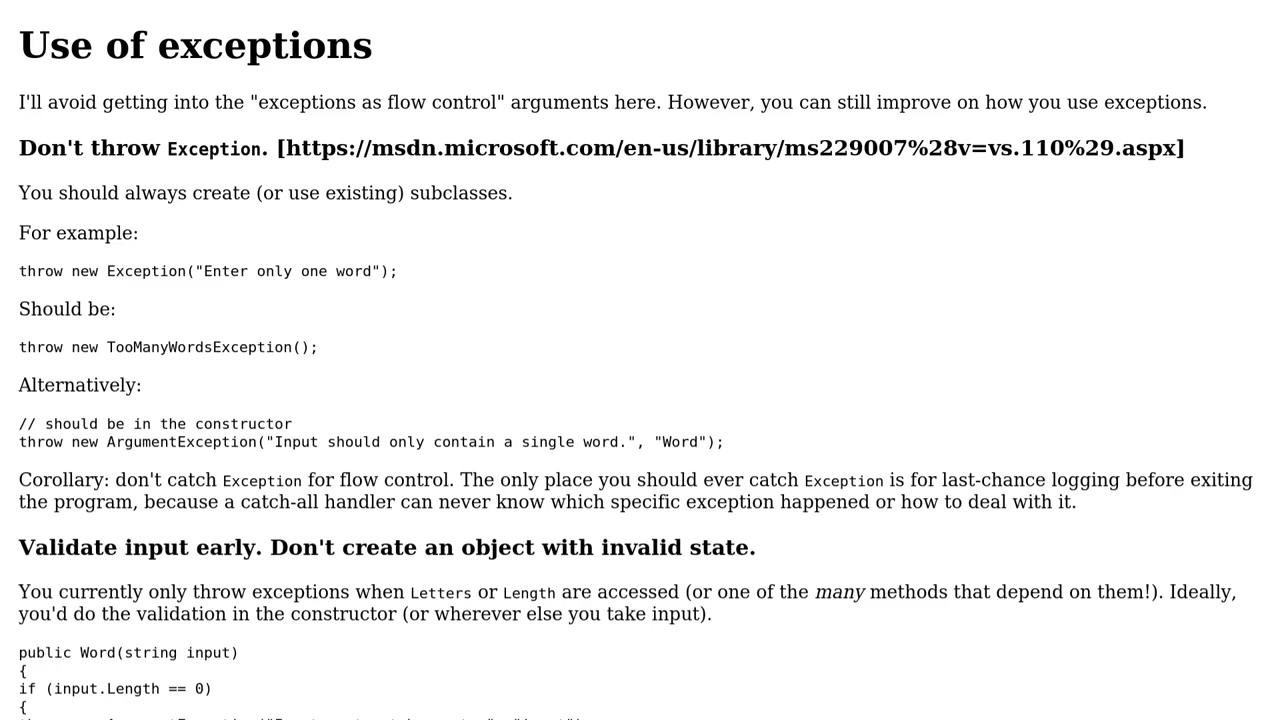 Use of exceptions
I'll avoid getting into the "exceptions as flow control" arguments here. However, you can still improve on how you use exceptions.
Don't throw Exception. [https://msdn.microsoft.com/en-us/library/ms229007%28v=vs.110%29.aspx]
You should always create (or use existing) subclasses.
For example:
throw new Exception("Enter only one word");
Should be:
throw new TooManyWordsException();
Alternatively:
// should be in the constructor
throw new ArgumentException("Input should only contain a single word.", "Word");
Corollary: don't catch Exception for flow control. The only place you should ever catch Exception is for last-chance logging before exiting
the program, because a catch-all handler can never know which specific exception happened or how to deal with it.
Validate input early. Don't create an object with invalid state.
You currently only throw exceptions when Letters or Length are accessed (or one of the many methods that depend on them!). Ideally,
you'd do the validation in the constructor (or wherever else you take input).
public Word(string input)
{
if (input.Length == 0)
{